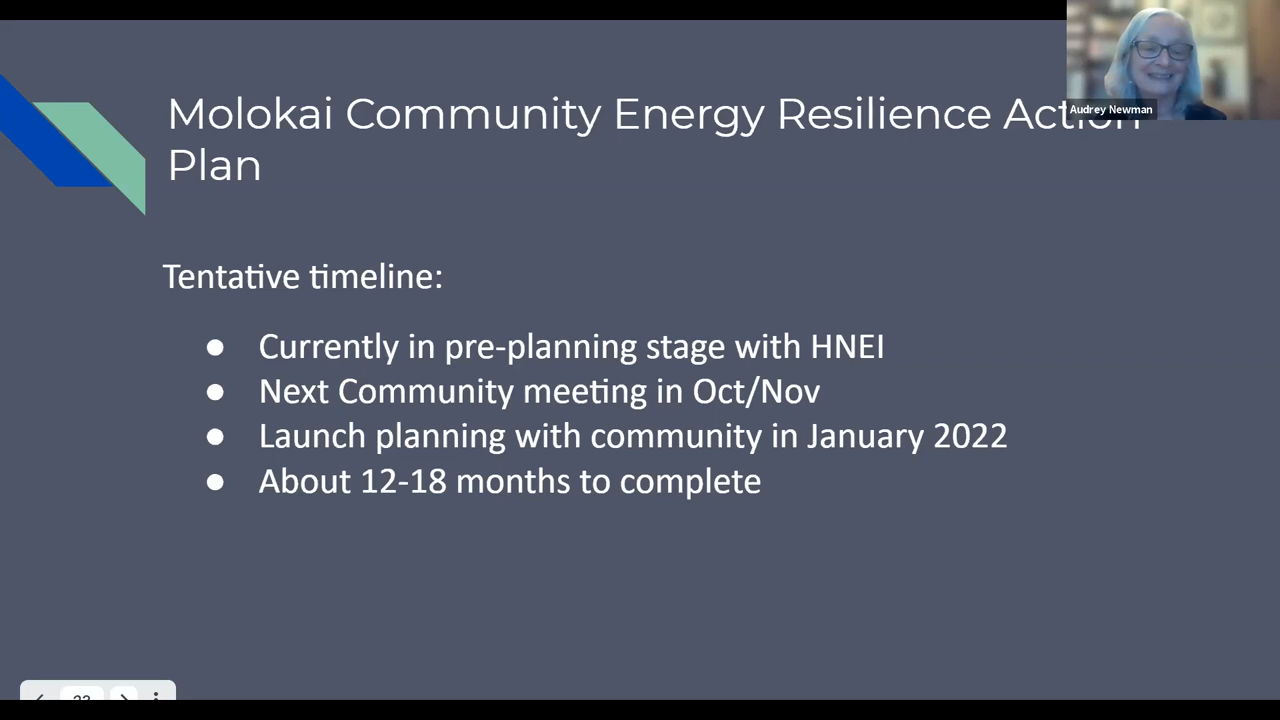 Molokai Community Energy Resilience Action
Plan
Audrey Newman
Tentative timeline:
● Currently in pre-planning stage with HNEI
● Next Community meeting in Oct/Nov
● Launch planning with community in January 2022
● About 12-18 months to complete